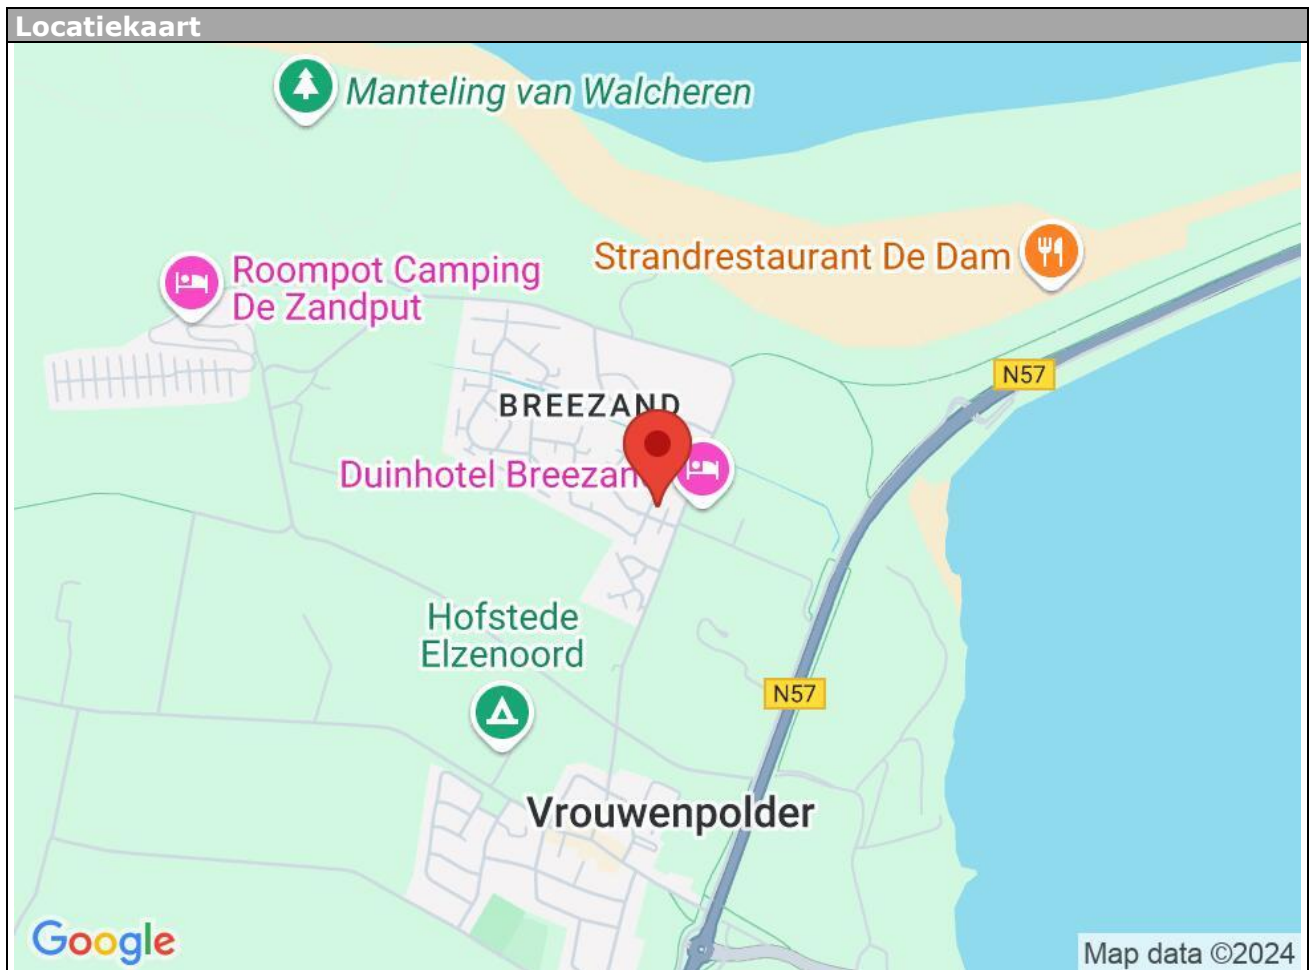 Locatiekaart
Manteling van Walcheren
Strandrestaurant De Dam
Roompot Camping
De Zandput
N57
BREEZAND
Duinhotel Breezan
Hofstede
Elzenoord
N57
Vrouwenpolder
Google
Map data ©2024